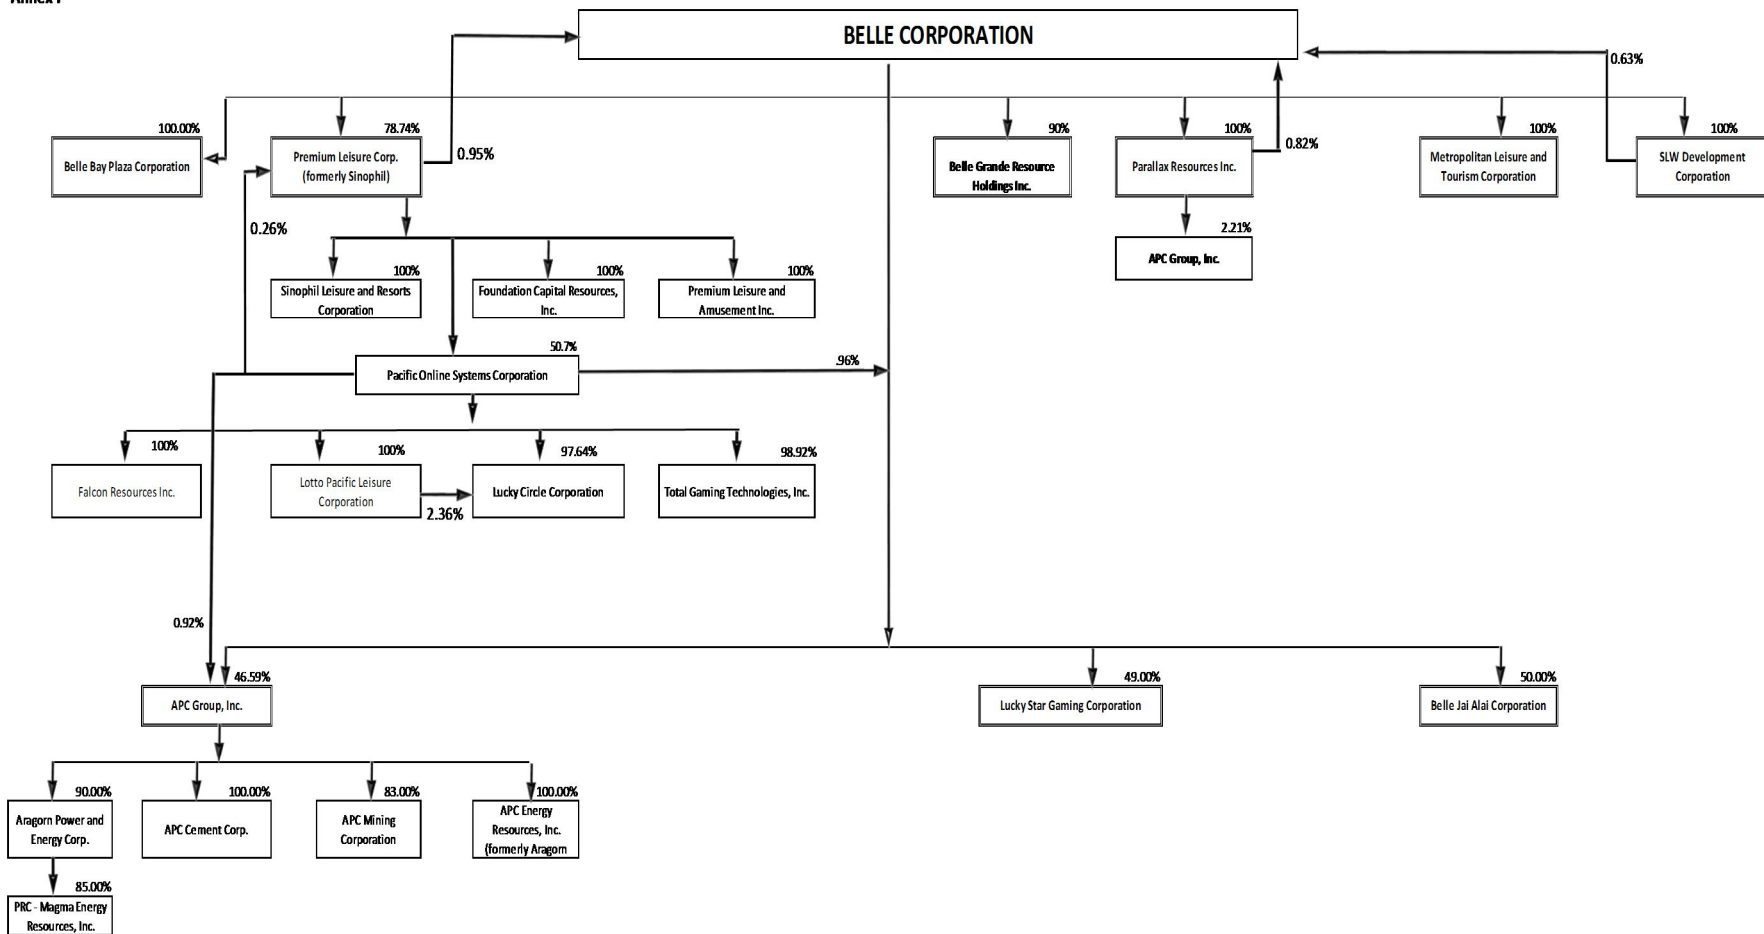 BELLE CORPORATION
0.63%
100.00%
78.74%
90%
100%
100%
100%
Belle Bay Plaza Corporation
Premium Leisure Corp.
(formerly Sinophil)
0.95%
Belle Grande Resource
Holdings Inc.
Parallax Resources Inc.
0.82%
Metropolitan Leisure and
Tourism Corporation
SLW Development
Corporation
0.26%
2.21%
APC Group, Inc.
100%
100%
100%
Sinophil Leisure and Resorts
Corporation
Foundation Capital Resources,
Inc.
Premium Leisure and
Amusement Inc.
50.7%
Pacific Online Systems Corporation
.96%
100%
100%
97.64%
98.92%
Falcon Resources Inc.
Lotto Pacific Leisure
Corporation
2.36%
Lucky Circle Corporation
Total Gaming Technologies, Inc.
0.92%
46.59%
49.00%
50.00%
APC Group, Inc.
Lucky Star Gaming Corporation
Belle Jai Alai Corporation
90.00%
100.00%
83.00%
100.00%
Aragorn Power and
Energy Corp.
APC Cement Corp.
APC Mining
Corporation
APC Energy
Resources, Inc.
(formerly Aragorn
85.00%
PRC - Magma Energy
Resources, Inc.